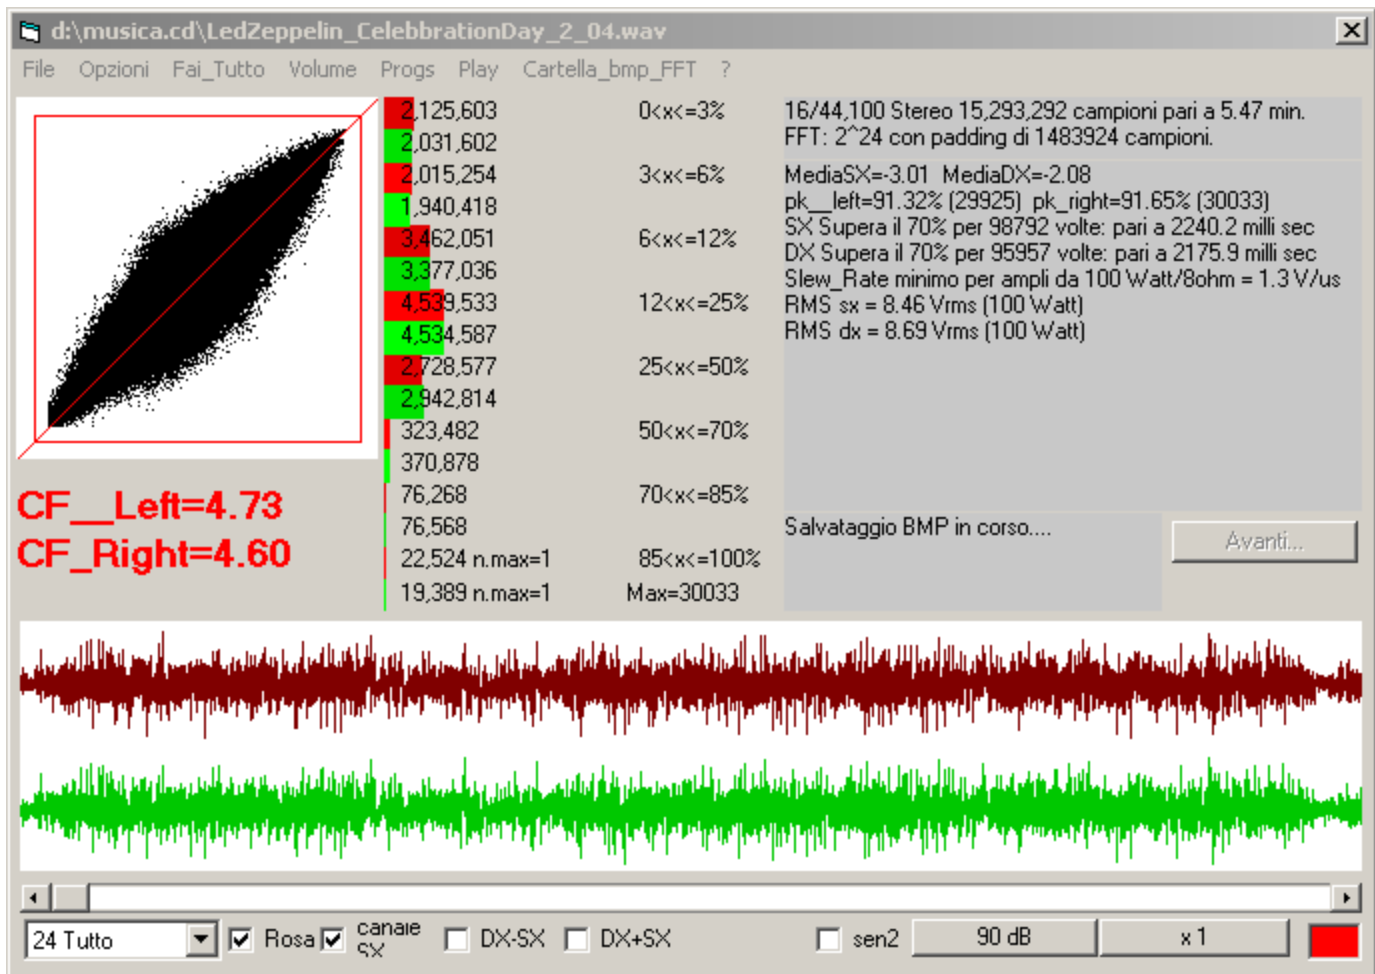 d:\musica.cd\LedZeppelin_CelebbrationDay_2_04.wav
File Opzioni Fai_Tutto Volume Progs Play Cartella_bmp_FFT ?
2,125,603 0<x<=3%
2,031,602
2,015,254 3<x<=6%
1,940,418
3,462,051 6<x<=12%
3,377,036
4,539,533 12<x<=25%
4,534,587
2,728,577 25<x<=50%
2,942,814
323,482 50<x<=70%
370,878
76,268 70<x<=85%
76,568
22,524 n.max=1 85<x<=100%
19,389 n.max=1 Max=30033
16/44,100 Stereo 15,293,292 campioni pari a 5.47 min.
FFT: 2^24 con padding di 1483924 campioni.
MediaSX=-3.01 MediaDX=-2.08
pk__left=91.32% (29925) pk_right=91.65% (30033)
SX Supera il 70% per 98792 volte: pari a 2240.2 milli sec
DX Supera il 70% per 95957 volte: pari a 2175.9 milli sec
Slew_Rate minimo per ampli da 100 Watt/8ohm = 1.3 V/us
RMS sx = 8.46 Vrms (100 Watt)
RMS dx = 8.69 Vrms (100 Watt)
CF__Left=4.73
CF_Right=4.60
Salvataggio BMP in corso....
Avanti...
24 Tutto Rosa canale SX DX-SX DX+SX sen2 90 dB x 1